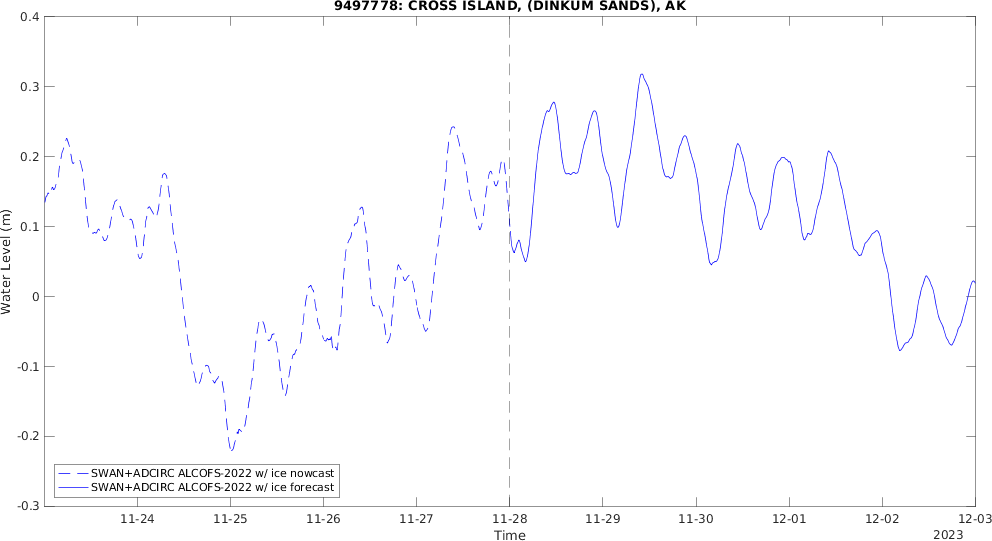 9497778: CROSS ISLAND, (DINKUM SANDS), AK
0.4
0.3
0.2
0.1
0
-0.1
-0.2
-0.3
Water Level (m)
SWAN+ADCIRC ALCOFS-2022 w/ ice nowcast
SWAN+ADCIRC ALCOFS-2022 w/ ice forecast
11-24 11-25 11-26 11-27 11-28 11-29 11-30 12-01 12-02 12-03
Time
2023